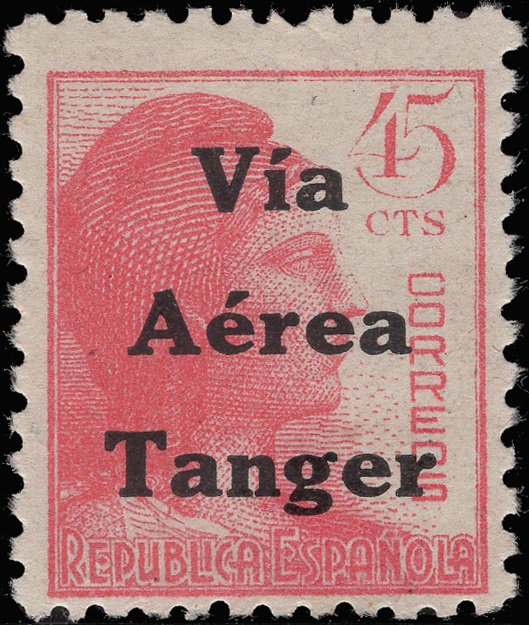 45
CTS
CORREOS
Vía
Aérea
Tanger
REPUBLICA ESPAÑOLA